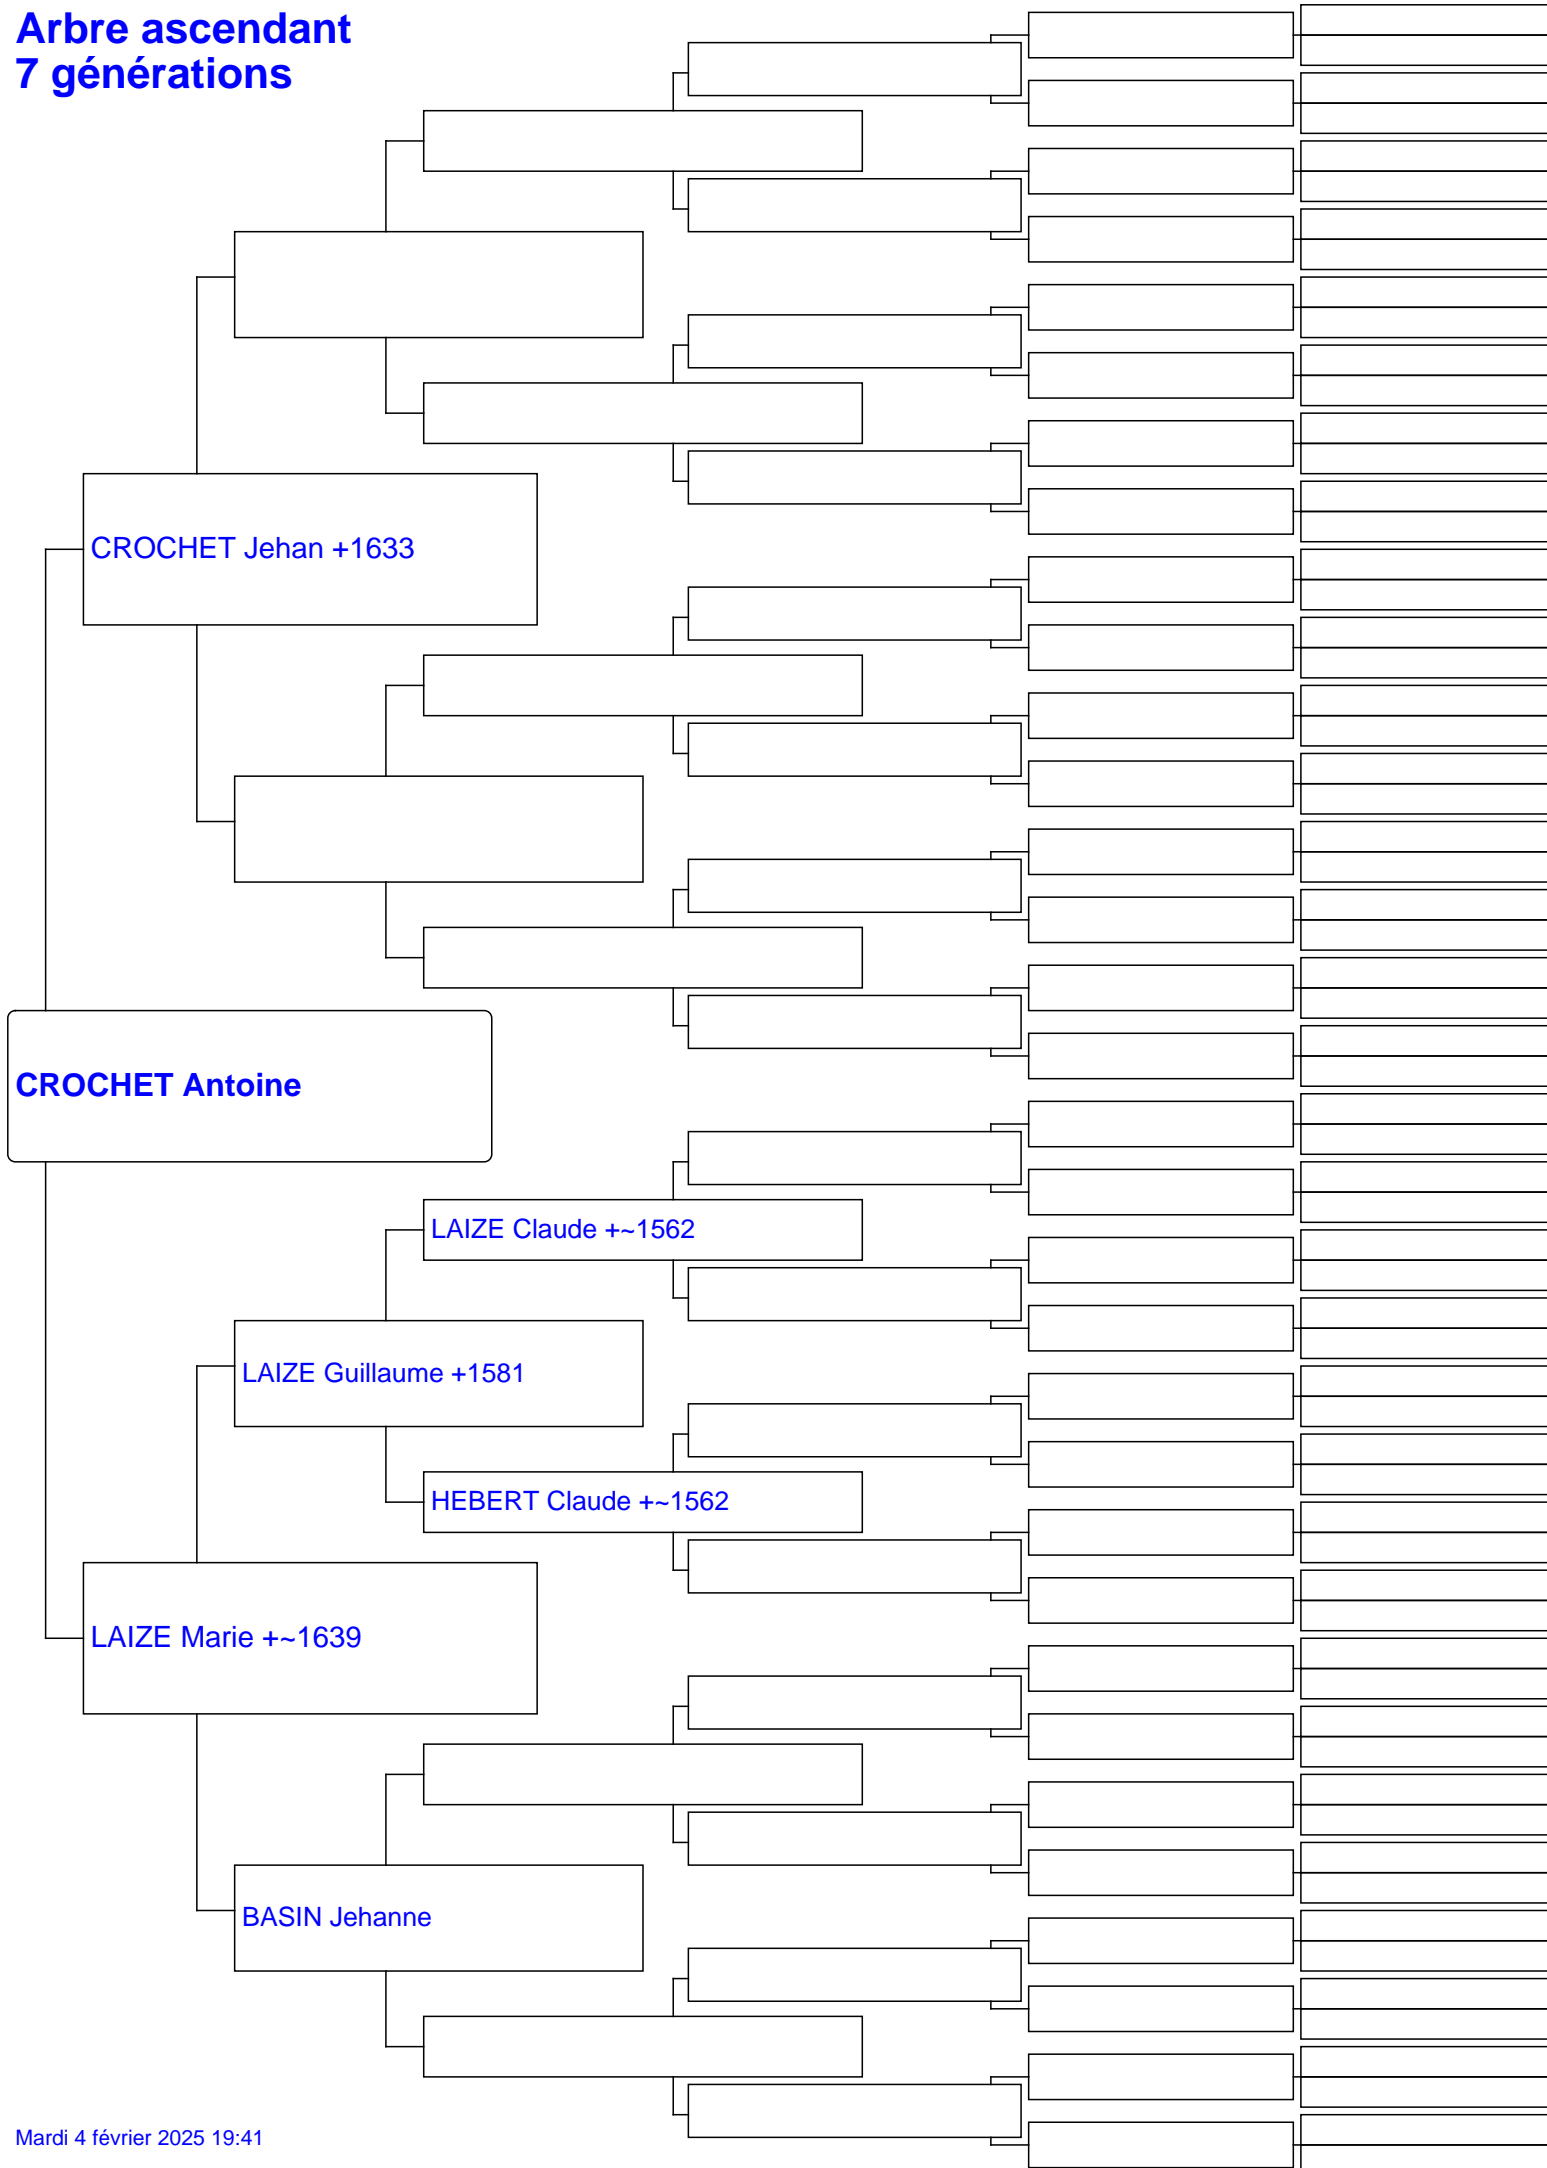 Arbre ascendant
7 générations
CROCHET Jehan +1633
CROCHET Antoine
LAIZE Claude +~1562
LAIZE Guillaume +1581
HEBERT Claude +~1562
LAIZE Marie +~1639
BASIN Jehanne
Mardi 4 février 2025 19:41